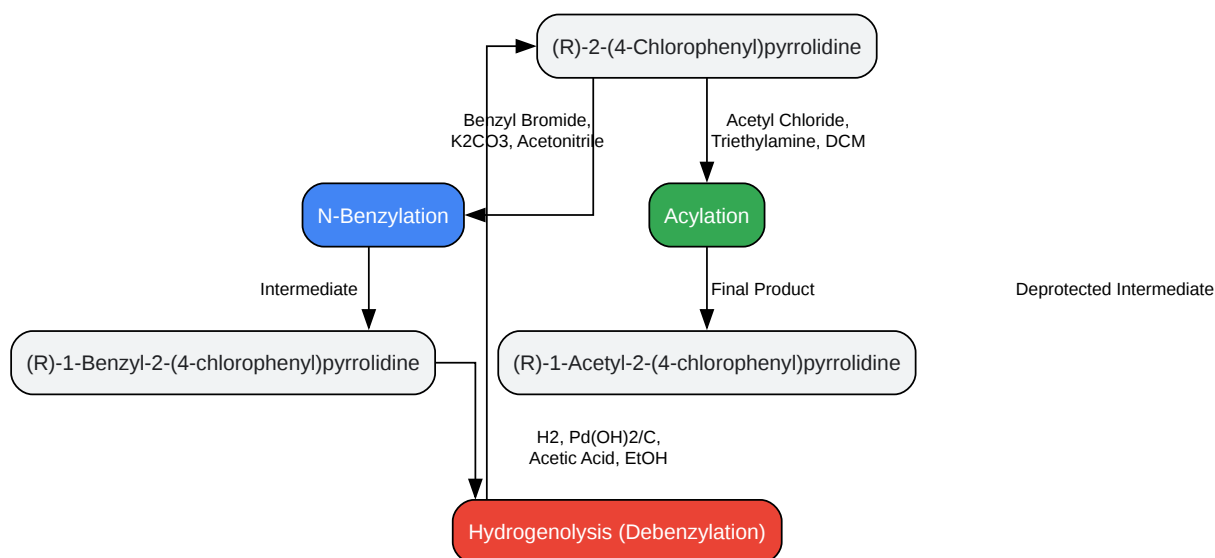 (R)-2-(4-Chlorophenyl)pyrrolidine
Benzyl Bromide,
K2CO3, Acetonitrile
Acetyl Chloride,
Triethylamine, DCM
N-Benzylation
Acylation
Intermediate
Final Product
Deprotected Intermediate
(R)-1-Benzyl-2-(4-chlorophenyl)pyrrolidine
(R)-1-Acetyl-2-(4-chlorophenyl)pyrrolidine
H2, Pd(OH)2/C,
Acetic Acid, EtOH
Hydrogenolysis (Debenzylation)